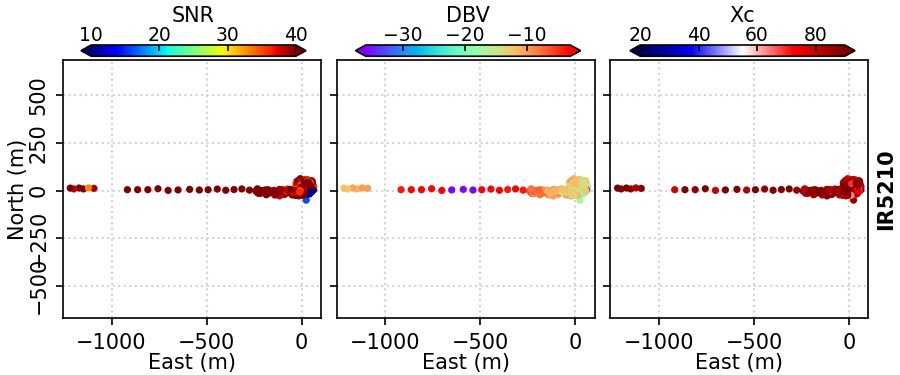 SNR
DBV
Xc
10 20 30 40
−30 −20 −10
20 40 60 80
North (m)
500
250
0
−250
−500
IR5210
−1000 −500 0
−1000 −500 0
−1000 −500 0
East (m)
East (m)
East (m)